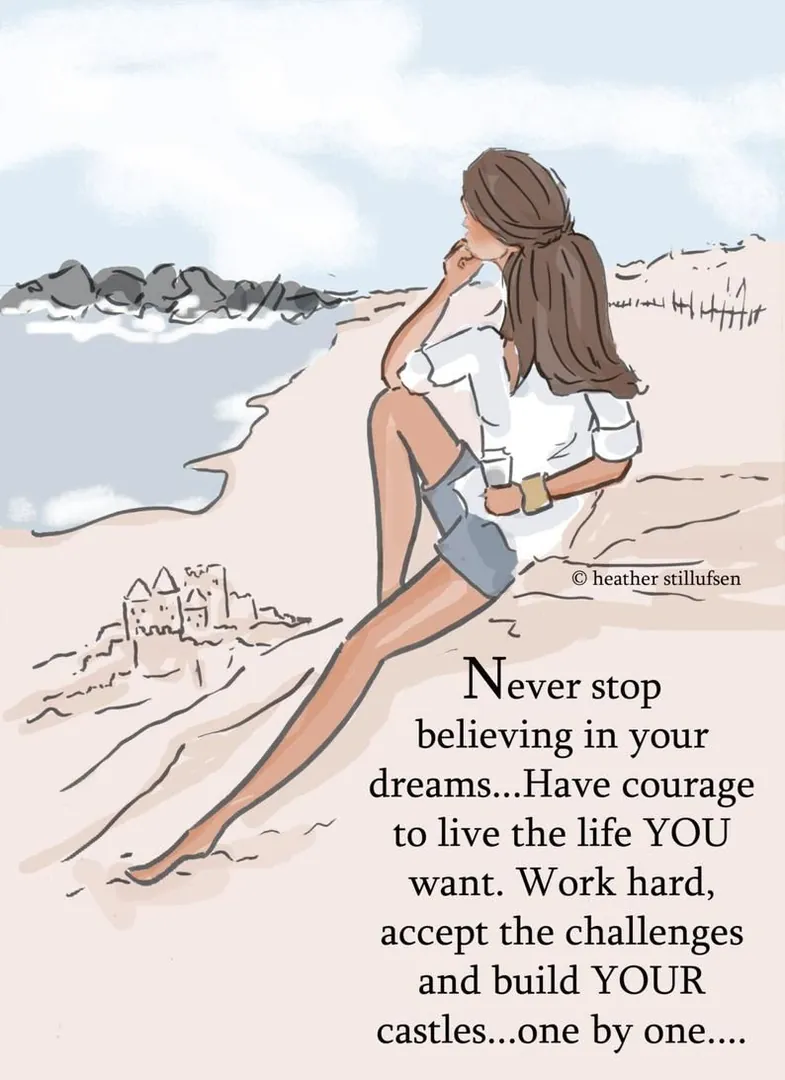 © heather stillufsen
Never stop
believing in your
dreams...Have courage
to live the life YOU
want. Work hard,
accept the challenges
and build YOUR
castles...one by one....